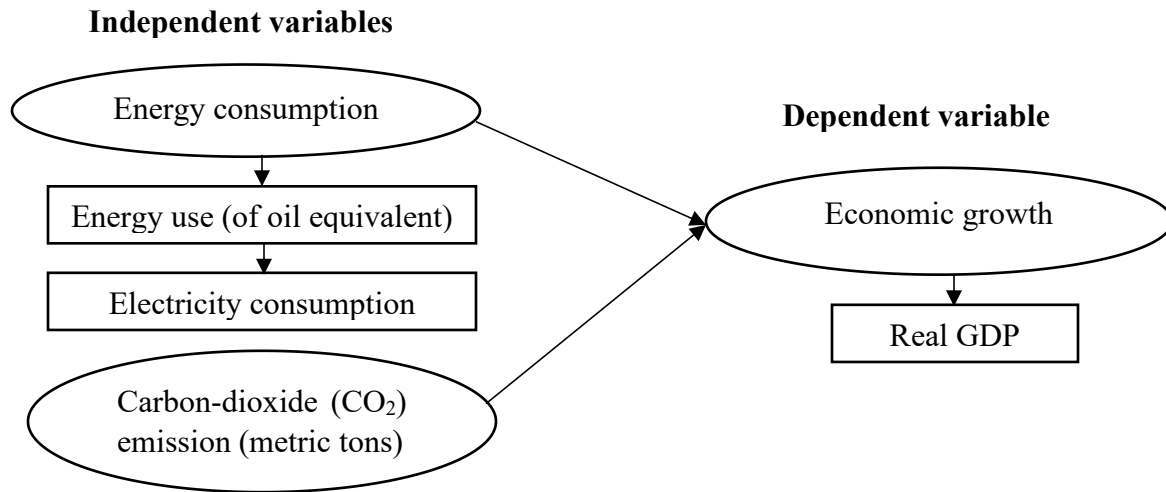 Independent variables
Energy consumption
Energy use (of oil equivalent)
Electricity consumption
Carbon-dioxide (CO₂)
emission (metric tons)
Dependent variable
Economic growth
Real GDP